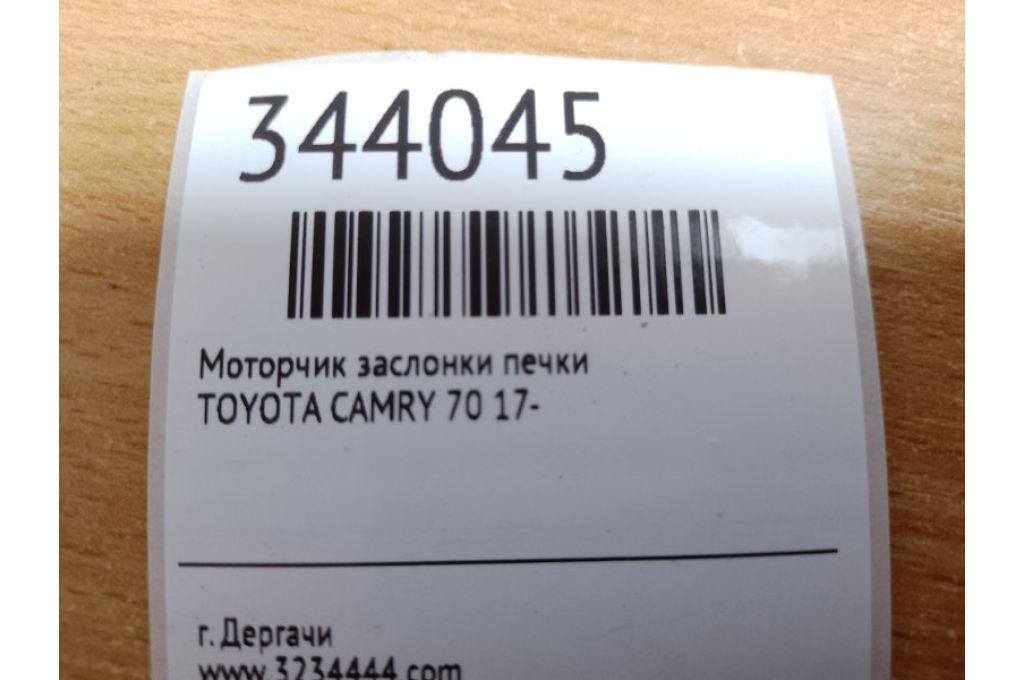 344045
Моторчик заслонки печки
TOYOTA CAMRY 70 17-
г. Дергачи
www.3234444.com